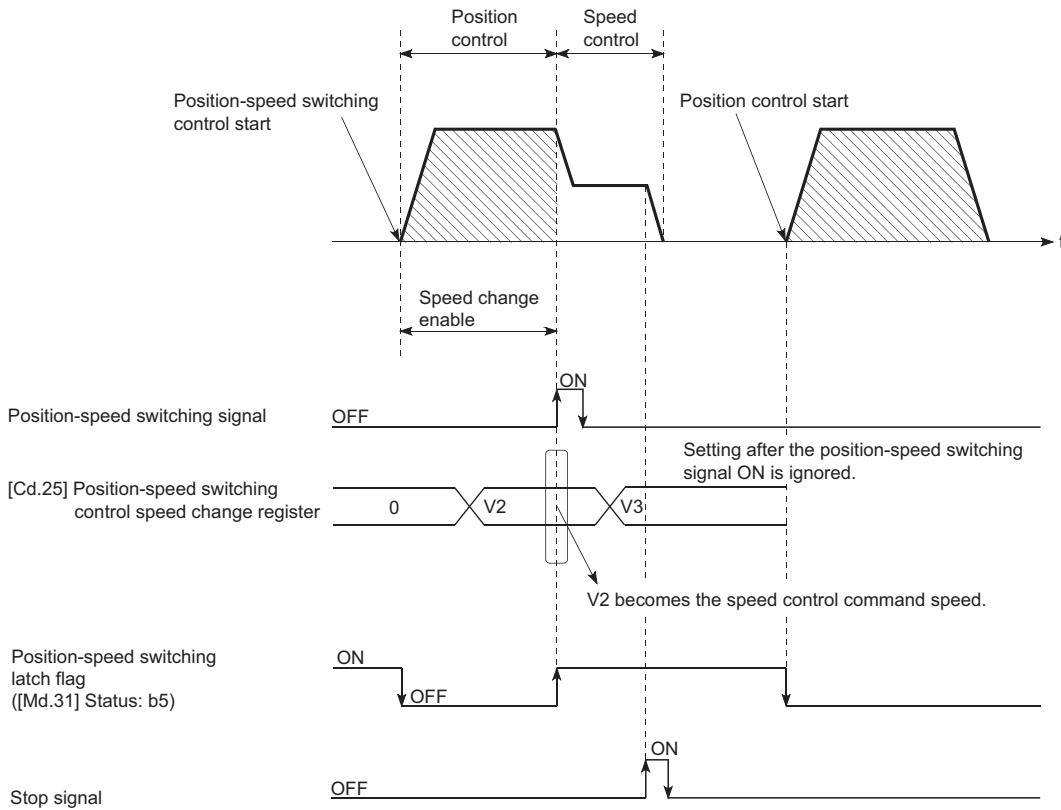 Position
control
Speed
control
Position-speed switching
control start
Position control start
t
Speed change
enable
ON
Position-speed switching signal
OFF
Setting after the position-speed switching
signal ON is ignored.
[Cd.25] Position-speed switching
control speed change register
0
V2
V3
V2 becomes the speed control command speed.
Position-speed switching
latch flag
([Md.31] Status: b5)
ON
OFF
ON
Stop signal
OFF